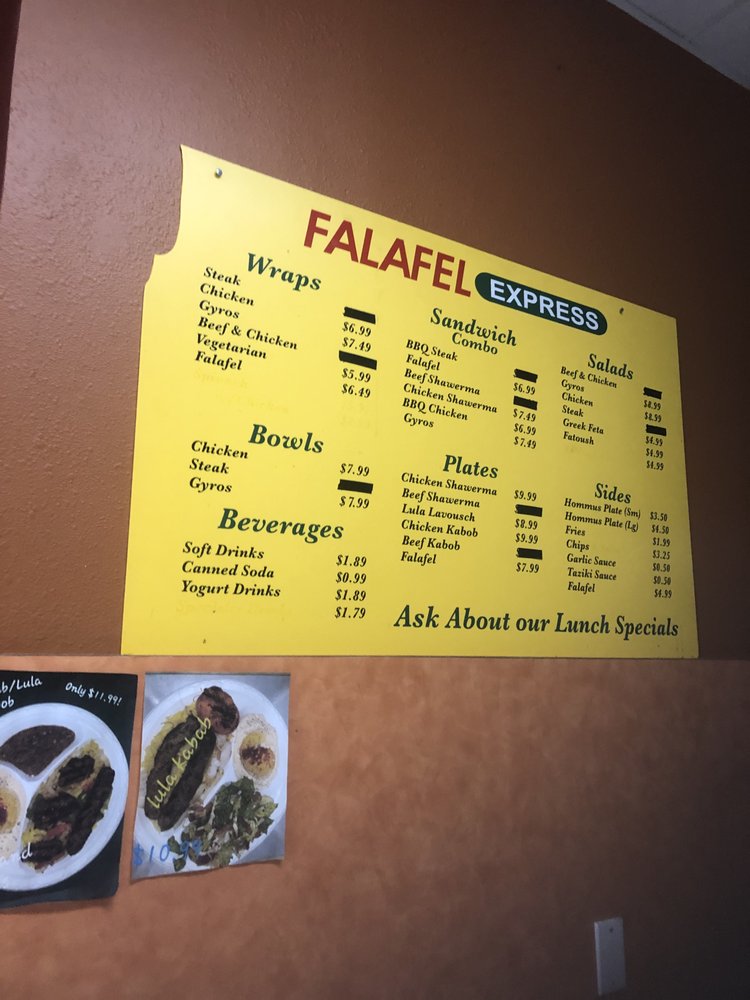 FALAFEL EXPRESS
Wraps
Steak
Chicken $6.99
Gyros $7.49
Beef & Chicken
Vegetarian $5.99
Falafel $6.49
Bowls
Chicken $7.99
Steak
Gyros $7.99
Beverages
Soft Drinks $1.89
Canned Soda $0.99
Yogurt Drinks $1.89
$1.79
Sandwich
Combo
BBQ Steak
Falafel $6.99
Beef Shawerma
Chicken Shawerma $7.49
BBQ Chicken $6.99
Gyros $7.49
Plates
Chicken Shawerma $9.99
Beef Shawerma
Lula Lavousch $8.99
Chicken Kabob $9.99
Beef Kabob
Falafel $7.99
Salads
Beef & Chicken
Gyros $8.99
Chicken $8.99
Steak
Greek Feta $4.99
Fatoush $4.99
$4.99
Sides
Hommus Plate (Sm) $3.50
Hommus Plate (Lg) $4.50
Fries $1.99
Chips $3.25
Garlic Sauce $0.50
Taziki Sauce $0.50
Falafel $4.99
Ask About our Lunch Specials
b/Lula
ob
Only $11.99!
lula kabab